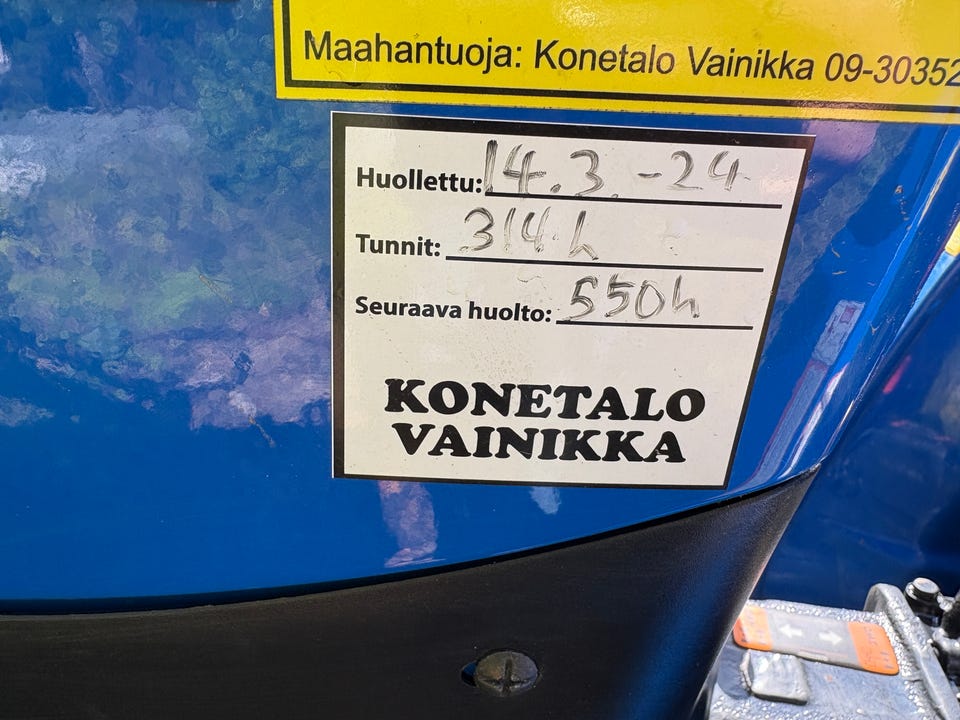 Maahantuoja: Konetalo Vainikka 09-30352
Huollettu: 14.3.-24
Tunnit: 314 h
Seuraava huolto: 550h
KONETALO
VAINIKKA